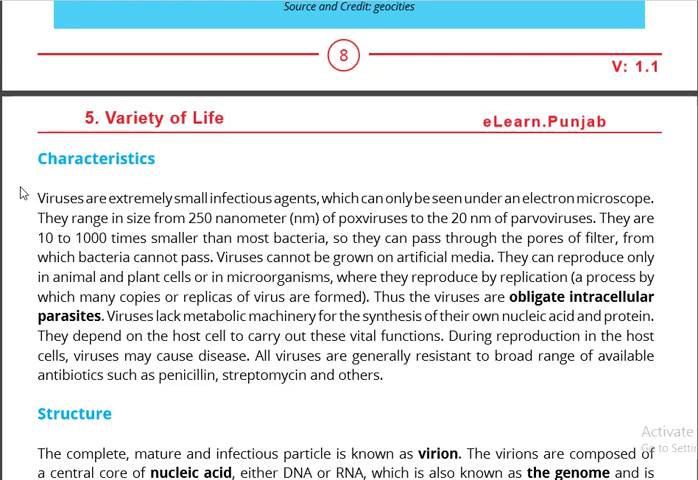 Source and Credit: geocities
8
V: 1.1
5. Variety of Life
eLearn.Punjab
Characteristics
Viruses are extremely small infectious agents, which can only be seen under an electron microscope.
They range in size from 250 nanometer (nm) of poxviruses to the 20 nm of parvoviruses. They are
10 to 1000 times smaller than most bacteria, so they can pass through the pores of filter, from
which bacteria cannot pass. Viruses cannot be grown on artificial media. They can reproduce only
in animal and plant cells or in microorganisms, where they reproduce by replication (a process by
which many copies or replicas of virus are formed). Thus the viruses are obligate intracellular
parasites. Viruses lack metabolic machinery for the synthesis of their own nucleic acid and protein.
They depend on the host cell to carry out these vital functions. During reproduction in the host
cells, viruses may cause disease. All viruses are generally resistant to broad range of available
antibiotics such as penicillin, streptomycin and others.
Structure
Activate
Go to Settin
The complete, mature and infectious particle is known as virion. The virions are composed of
a central core of nucleic acid, either DNA or RNA, which is also known as the genome and is